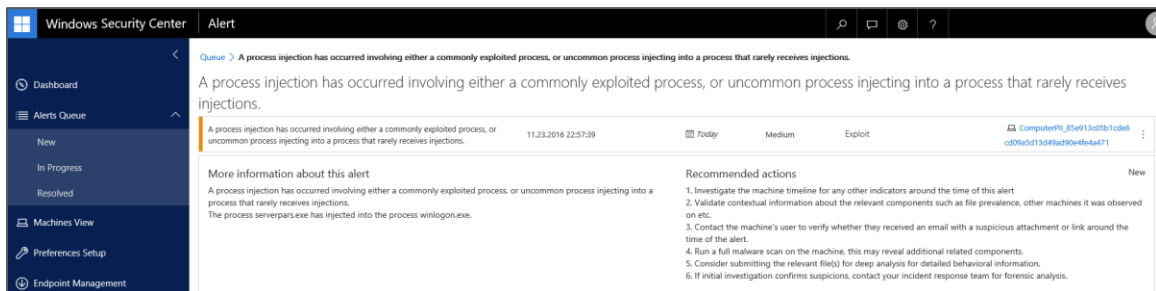 Windows Security Center
Alert
?
Queue > A process injection has occurred involving either a commonly exploited process, or uncommon process injecting into a process that rarely receives injections.
Dashboard
Alerts Queue
New
In Progress
Resolved
Machines View
Preferences Setup
Endpoint Management
A process injection has occurred involving either a commonly exploited process, or uncommon process injecting into a process that rarely receives
injections.
A process injection has occurred involving either a commonly exploited process, or
uncommon process injecting into a process that rarely receives injections.
11.23.2016 22:57:39
Today
Medium
Exploit
ComputerPII_85e913c05b1cde8
cd09a5d13d49ad90e4fe4a471
More information about this alert
A process injection has occurred involving either a commonly exploited process, or uncommon process injecting into a
process that rarely receives injections.
The process serverpars.exe has injected into the process winlogon.exe.
Recommended actions
New
1. Investigate the machine timeline for any other indicators around the time of this alert
2. Validate contextual information about the relevant components such as file prevalence, other machines it was observed
on etc.
3. Contact the machine's user to verify whether they received an email with a suspicious attachment or link around the
time of the alert.
4. Run a full malware scan on the machine, this may reveal additional related components.
5. Consider submitting the relevant file(s) for deep analysis for detailed behavioral information.
6. If initial investigation confirms suspicions, contact your incident response team for forensic analysis.